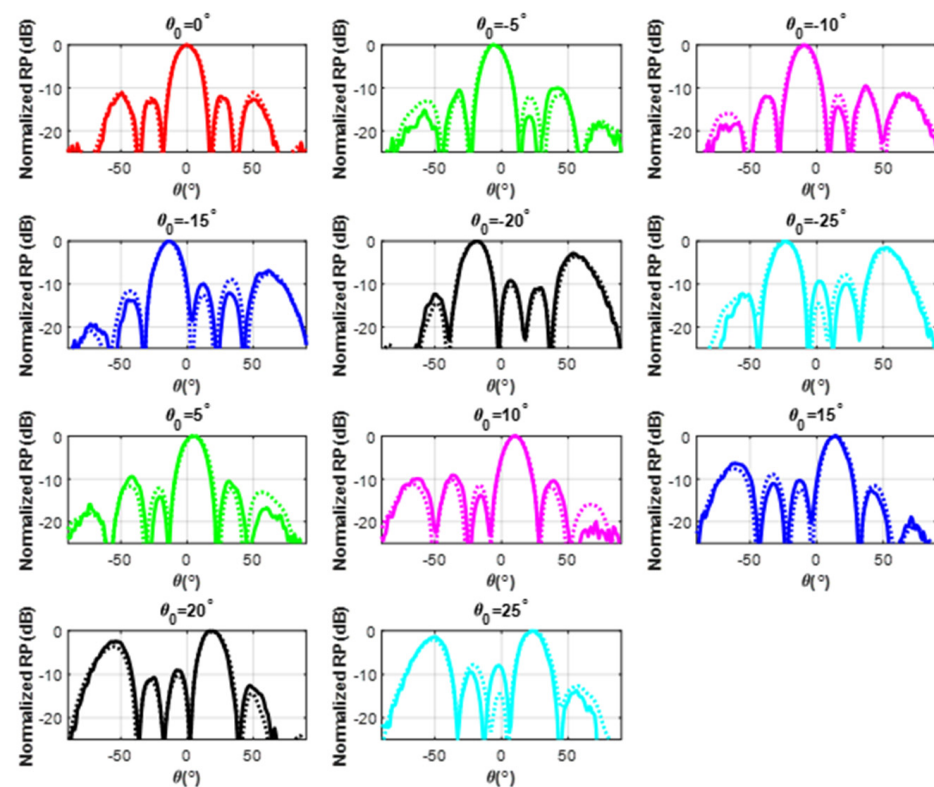 θ₀=0° θ₀=-5° θ₀=-10°
Normalized RP (dB) Normalized RP (dB) Normalized RP (dB)
0 0 0
-10 -10 -10
-20 -20 -20
-50 0 50 -50 0 50 -50 0 50
θ(°) θ(°) θ(°)
θ₀=-15° θ₀=-20° θ₀=-25°
Normalized RP (dB) Normalized RP (dB) Normalized RP (dB)
0 0 0
-10 -10 -10
-20 -20 -20
-50 0 50 -50 0 50 -50 0 50
θ(°) θ(°) θ(°)
θ₀=5° θ₀=10° θ₀=15°
Normalized RP (dB) Normalized RP (dB) Normalized RP (dB)
0 0 0
-10 -10 -10
-20 -20 -20
-50 0 50 -50 0 50 -50 0 50
θ(°) θ(°) θ(°)
θ₀=20° θ₀=25°
Normalized RP (dB) Normalized RP (dB)
0 0
-10 -10
-20 -20
-50 0 50 -50 0 50
θ(°) θ(°)